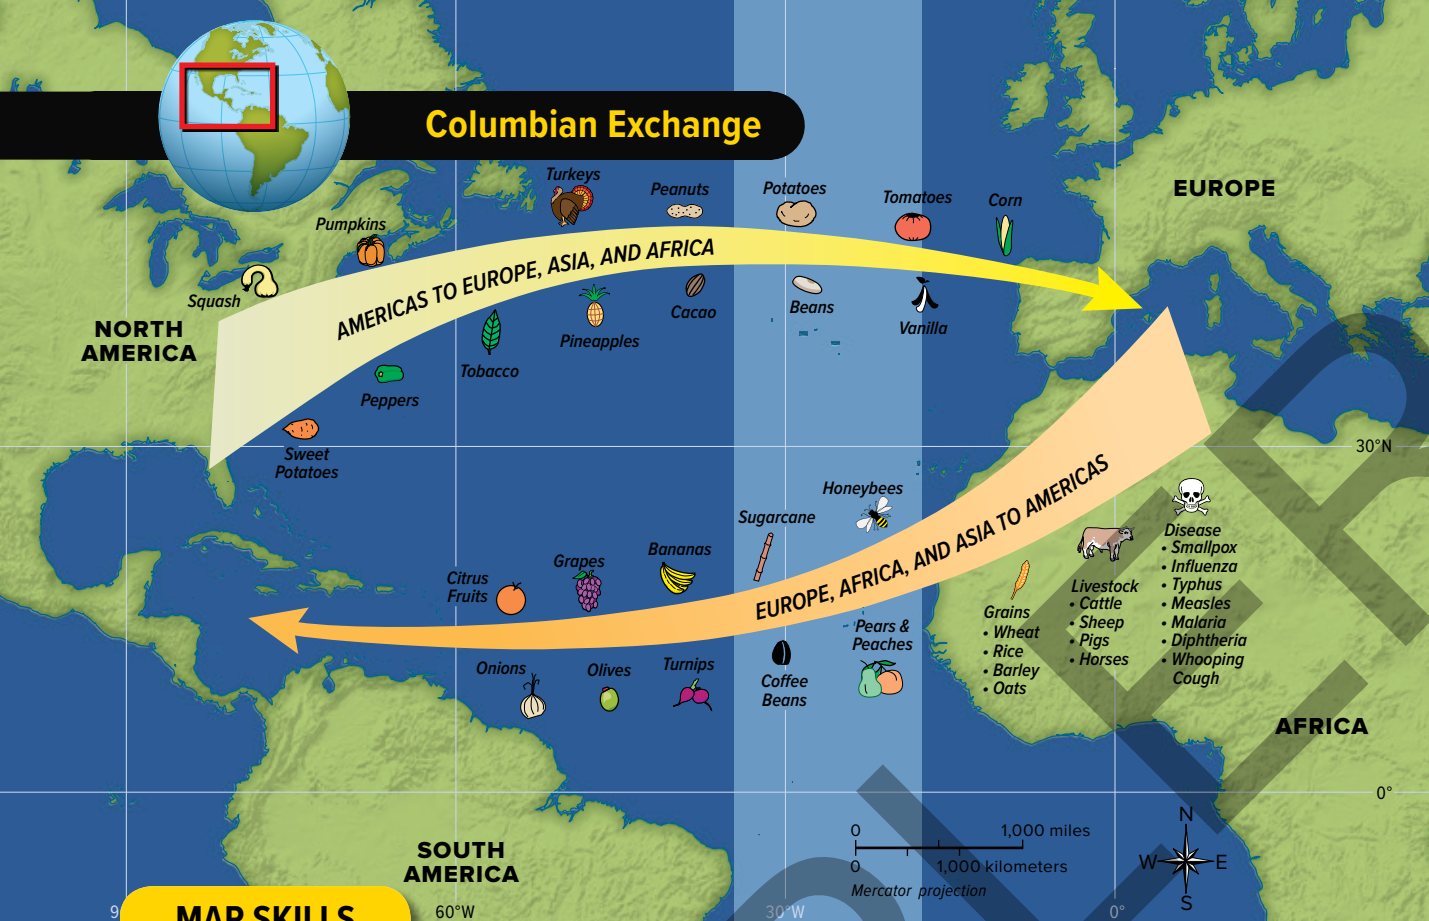 Columbian Exchange
Turkeys
Peanuts
Potatoes
Tomatoes
Corn
EUROPE
Pumpkins
Squash
AMERICAS TO EUROPE, ASIA, AND AFRICA
NORTH
AMERICA
Cacao
Beans
Vanilla
Pineapples
Tobacco
Peppers
Sweet
Potatoes
30°N
Honeybees
Sugarcane
Bananas
Grapes
Citrus
Fruits
EUROPE, AFRICA, AND ASIA TO AMERICAS
Disease
• Smallpox
• Influenza
• Typhus
• Measles
• Malaria
• Diphtheria
• Whooping
Cough
Livestock
• Cattle
• Sheep
• Pigs
• Horses
Grains
• Wheat
• Rice
• Barley
• Oats
Pears &
Peaches
Coffee
Beans
Turnips
Olives
Onions
AFRICA
0°
SOUTH
AMERICA
0
1,000 miles
0
1,000 kilometers
Mercator projection
N
W
E
S
9
60°W
30°W
0°
MAP SKILLS